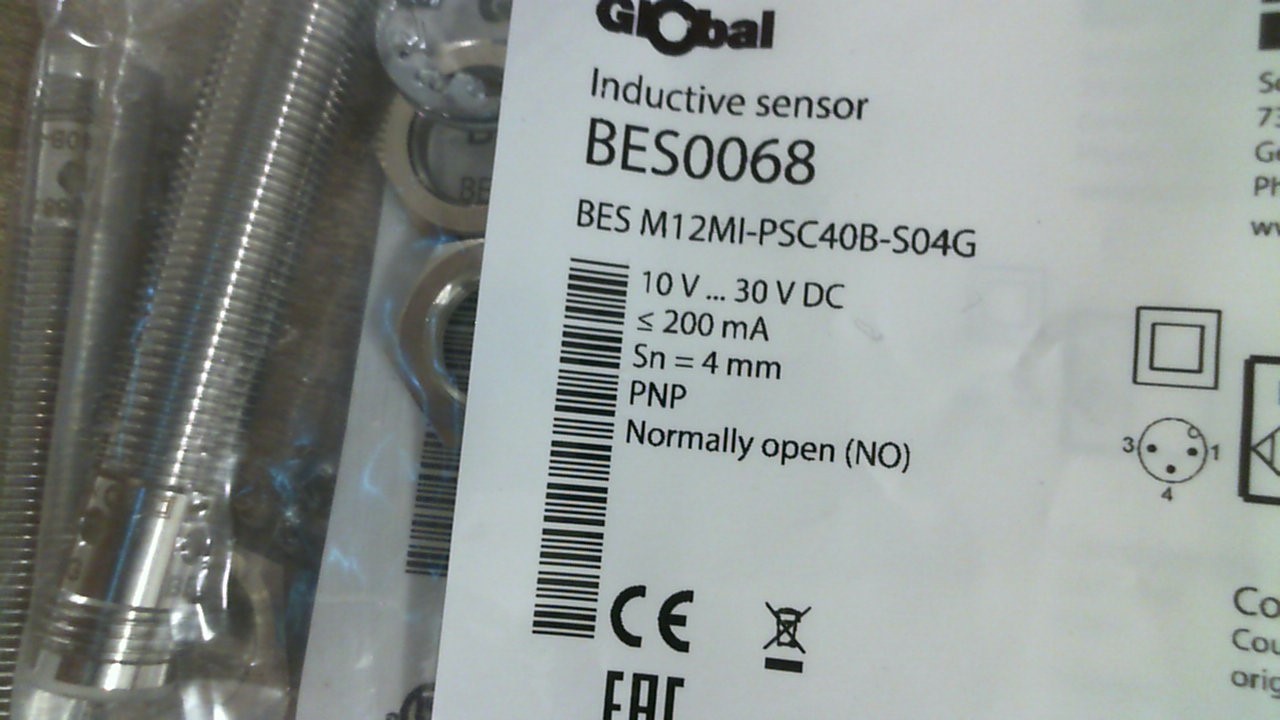 Global
Inductive sensor
BES0068
BES M12MI-PSC40B-S04G
10 V ... 30 V DC
≤ 200 mA
Sn = 4 mm
PNP
Normally open (NO)
3
1
4
CE
EAC
BE